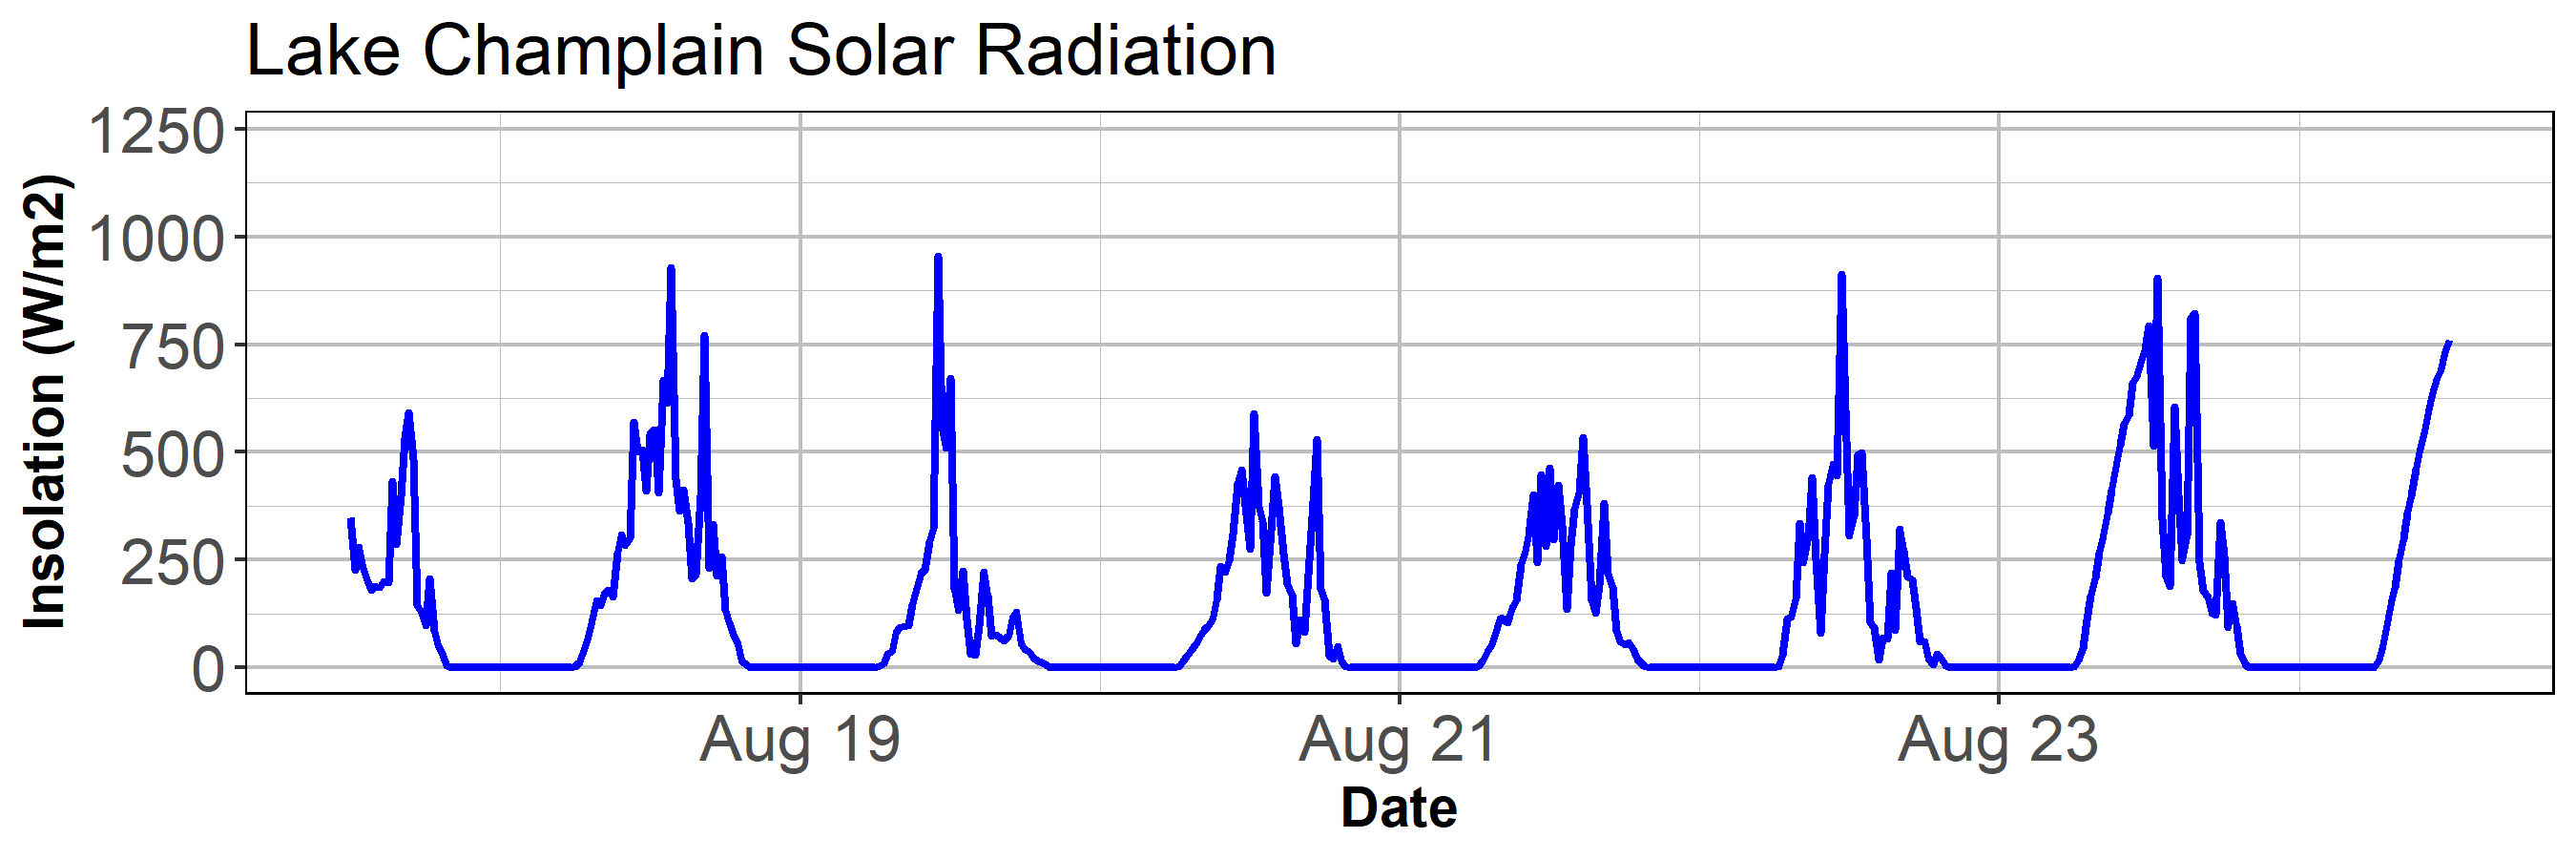 Lake Champlain Solar Radiation
Insolation (W/m2)
1250
1000
750
500
250
0
Aug 19 Aug 21 Aug 23
Date